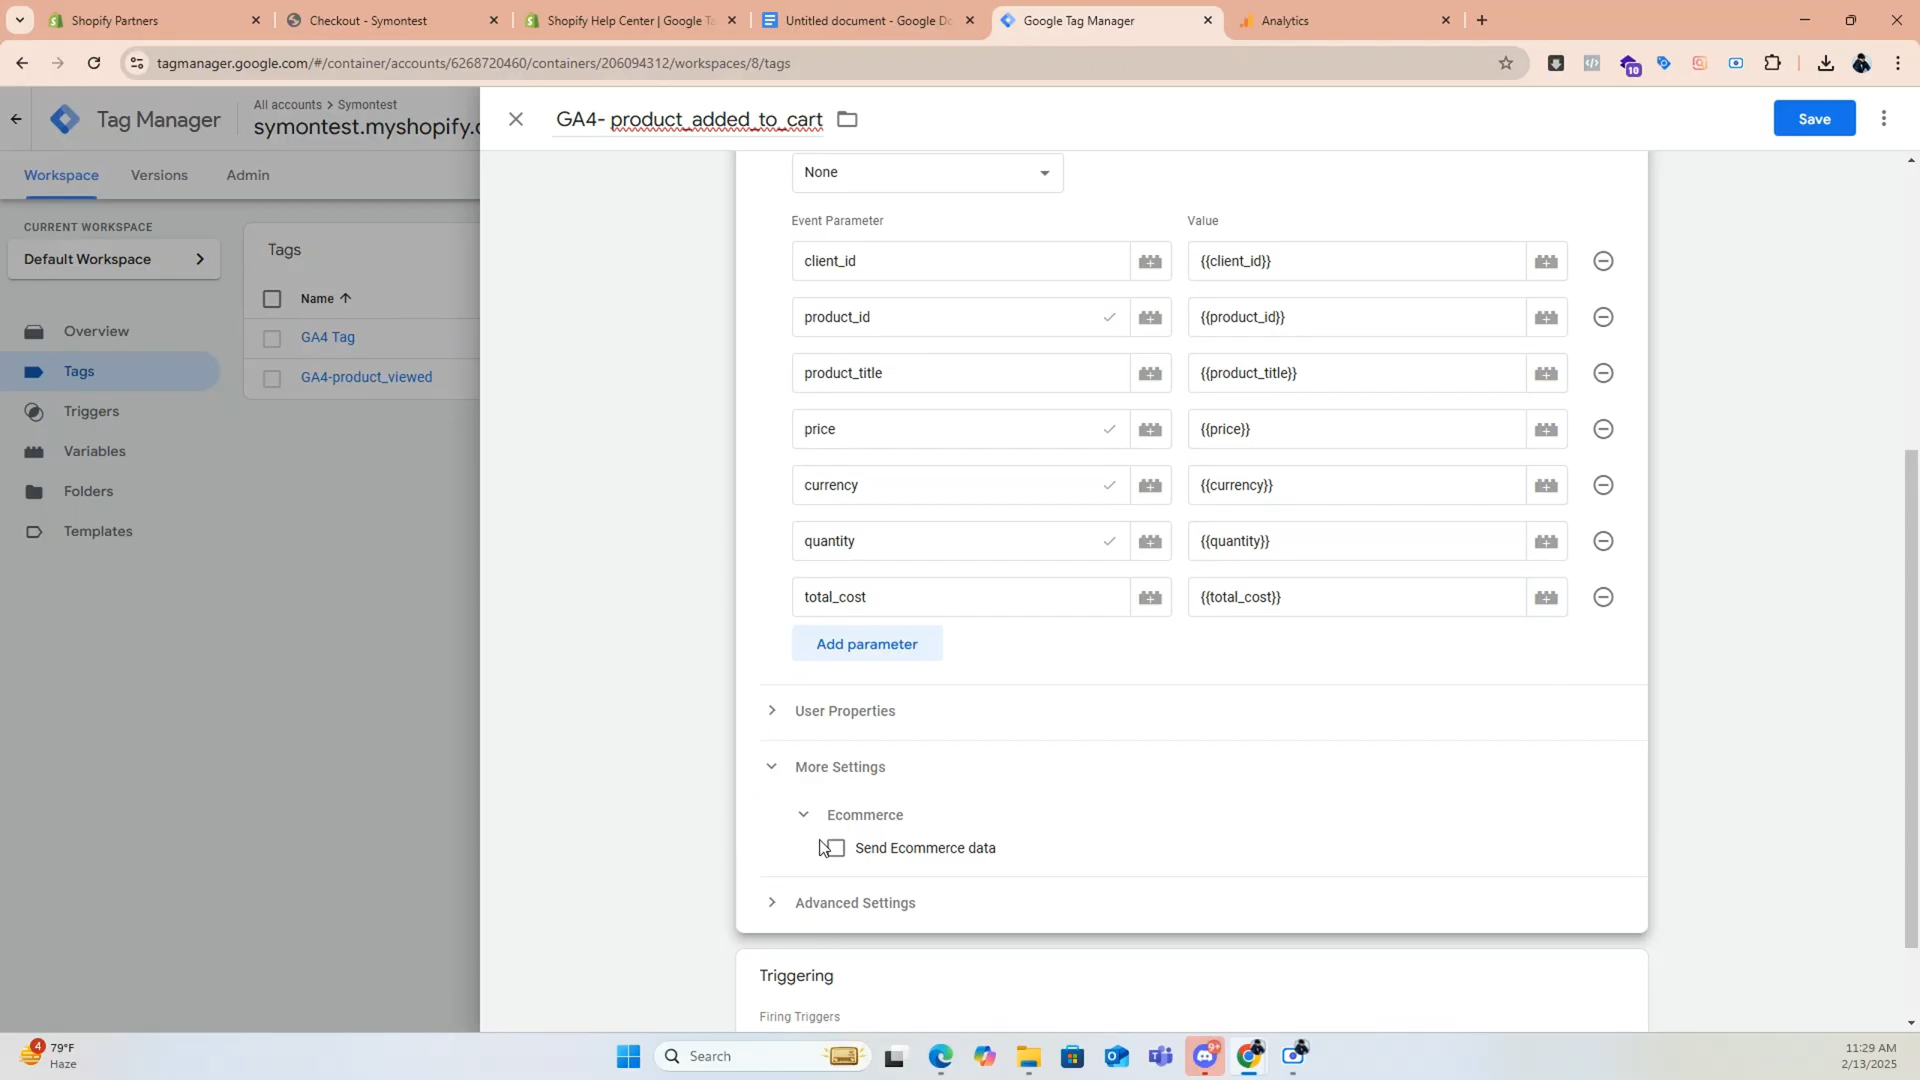 Shopify Partners
Checkout - Symontest
Shopify Help Center | Google Ta
Untitled document - Google Do
Google Tag Manager
Analytics
tagmanager.google.com/#/container/accounts/6268720460/containers/206094312/workspaces/8/tags
10
Tag Manager
All accounts > Symontest
symontest.myshopify.c
GA4- product_added_to_cart
Save
Workspace
Versions
Admin
CURRENT WORKSPACE
Default Workspace
Overview
Tags
Triggers
Variables
Folders
Templates
Tags
Name
GA4 Tag
GA4-product_viewed
None
Event Parameter
Value
client_id
{{client_id}}
product_id
{{product_id}}
product_title
{{product_title}}
price
{{price}}
currency
{{currency}}
quantity
{{quantity}}
total_cost
{{total_cost}}
Add parameter
User Properties
More Settings
Ecommerce
Send Ecommerce data
Advanced Settings
Triggering
Firing Triggers
4
79°F
Haze
Search
9+
11:29 AM
2/13/2025